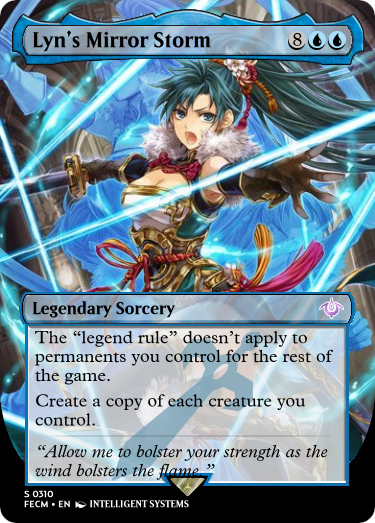 Lyn's Mirror Storm 8
Legendary Sorcery
The “legend rule” doesn’t apply to
permanents you control for the rest of
the game.
Create a copy of each creature you
control.
“Allow me to bolster your strength as the
wind bolsters the flame.”
S 0310
FECM • EN INTELLIGENT SYSTEMS